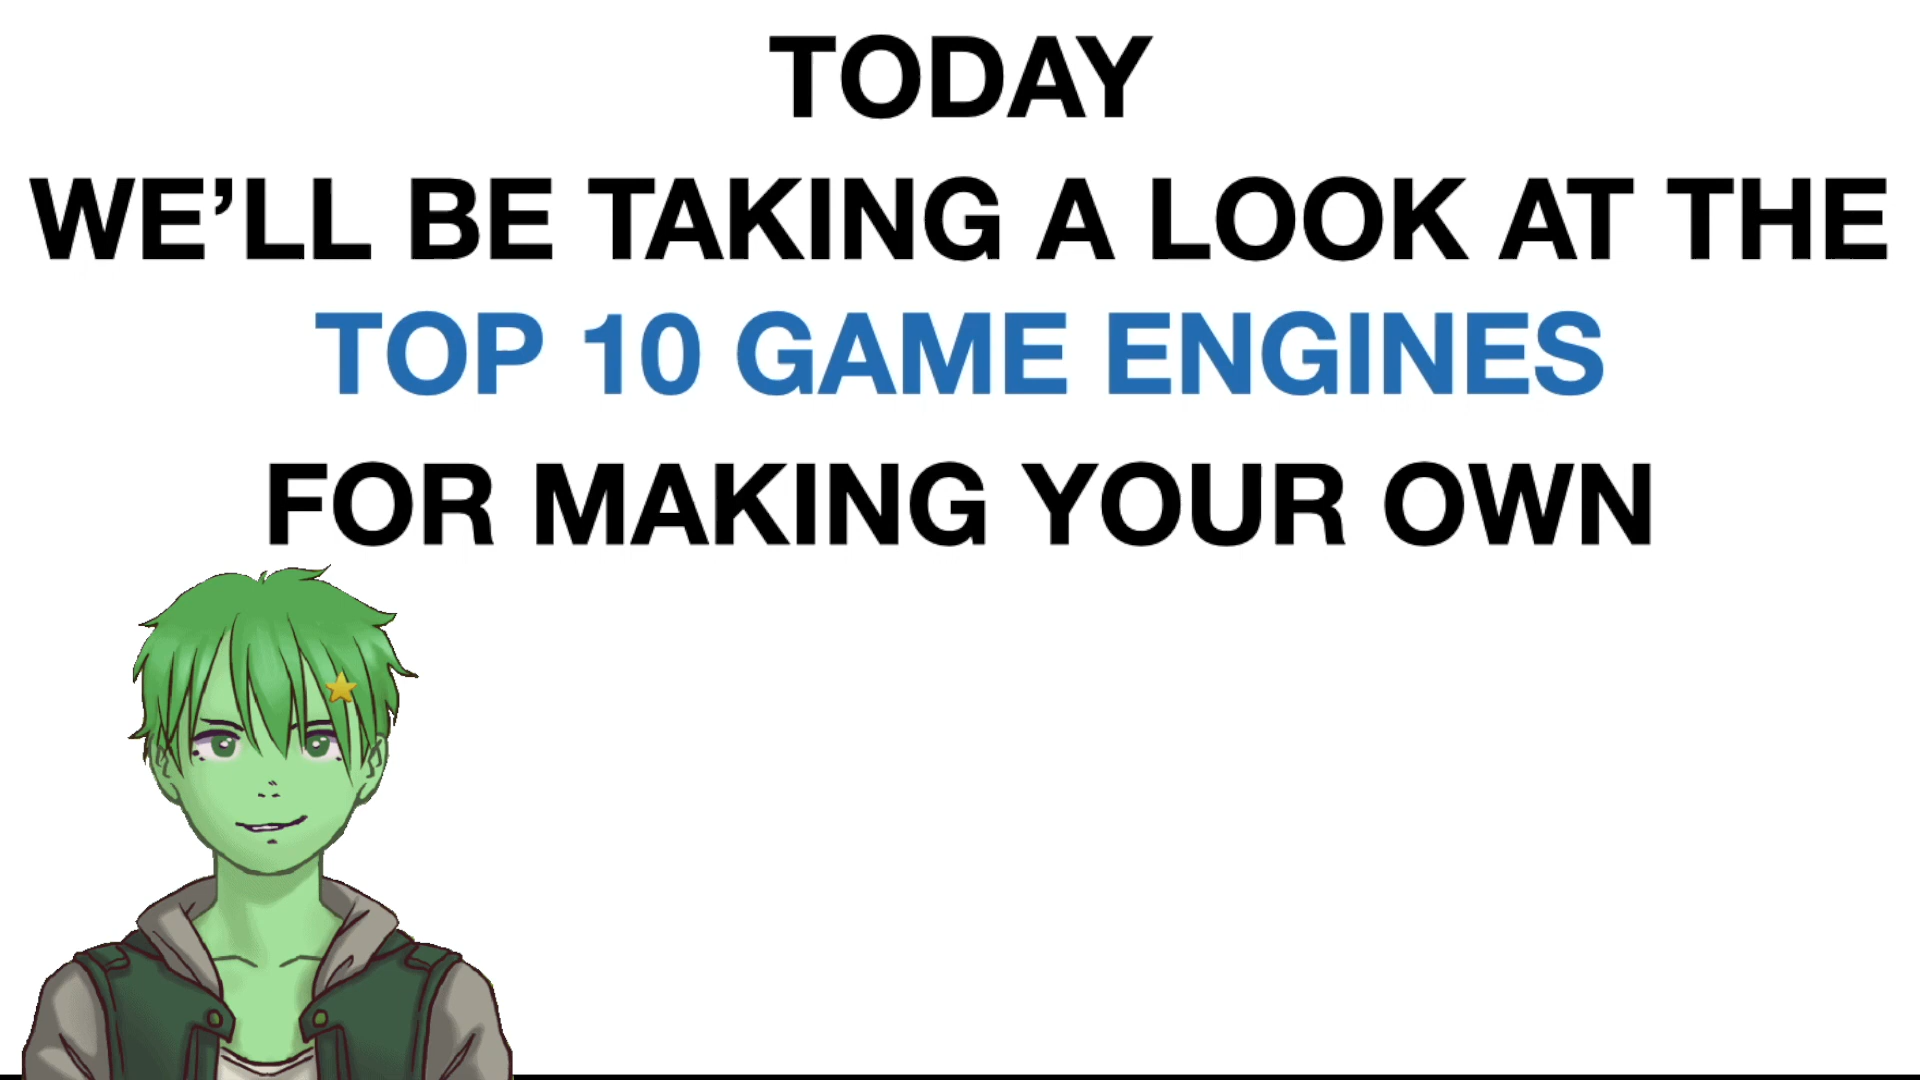 TODAY
WE’LL BE TAKING A LOOK AT THE
TOP 10 GAME ENGINES
FOR MAKING YOUR OWN